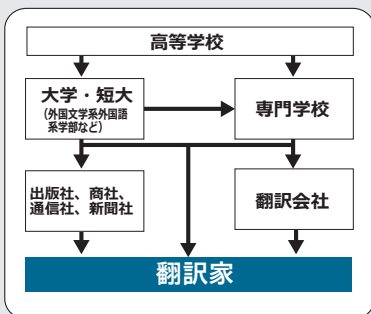 高等学校
大学・短大
(外国文学系外国語
系学部など)
専門学校
出版社、商社、
通信社、新聞社
翻訳会社
翻訳家